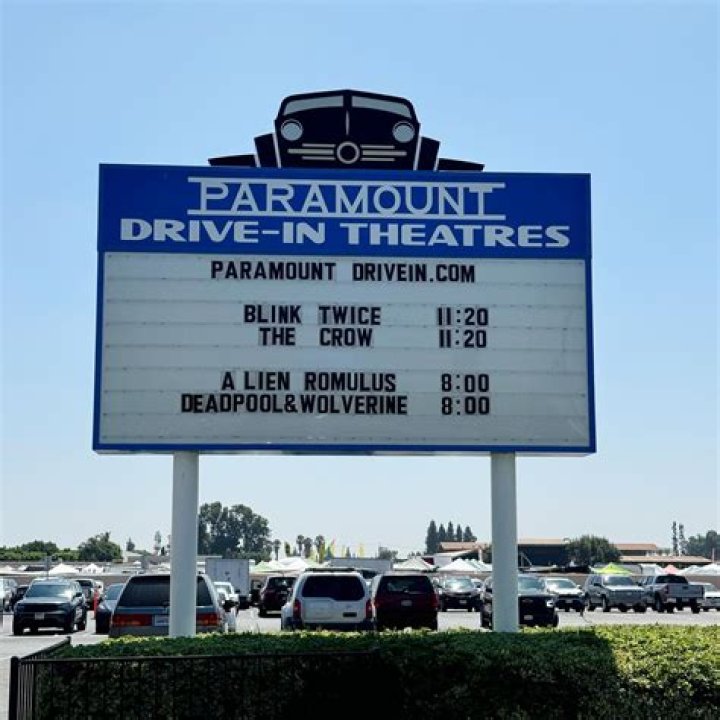 PARAMOUNT
DRIVE-IN THEATRES
PARAMOUNT DRIVEIN.COM
BLINK TWICE 11:20
THE CROW 11:20
A LIEN ROMULUS 8:00
DEADPOOL&WOLVERINE 8:00